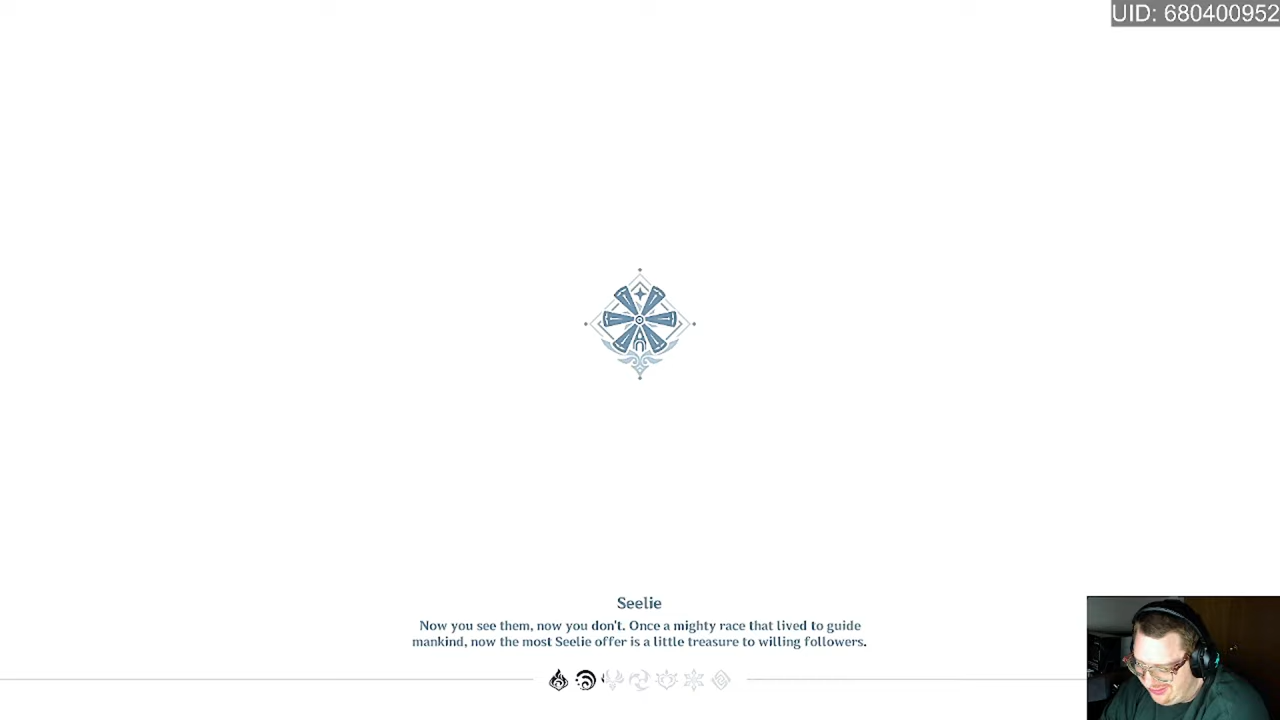 UID: 680400952
Seelie
Now you see them, now you don't. Once a mighty race that lived to guide
mankind, now the most Seelie offer is a little treasure to willing followers.